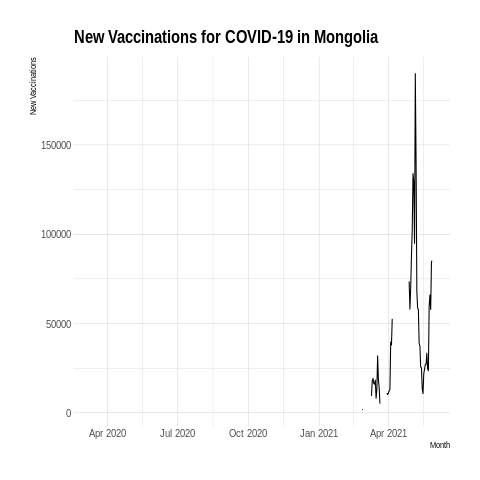 New Vaccinations for COVID-19 in Mongolia
New Vaccinations
150000
100000
50000
0
Apr 2020 Jul 2020 Oct 2020 Jan 2021 Apr 2021
Month